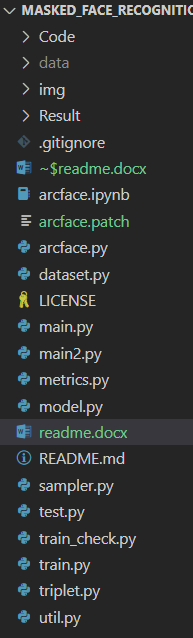 MASKED_FACE_RECOGNITIO
Code
data
img
Result
.gitignore
~$readme.docx
arcface.ipynb
arcface.patch
arcface.py
dataset.py
LICENSE
main.py
main2.py
metrics.py
model.py
readme.docx
README.md
sampler.py
test.py
train_check.py
train.py
triplet.py
util.py